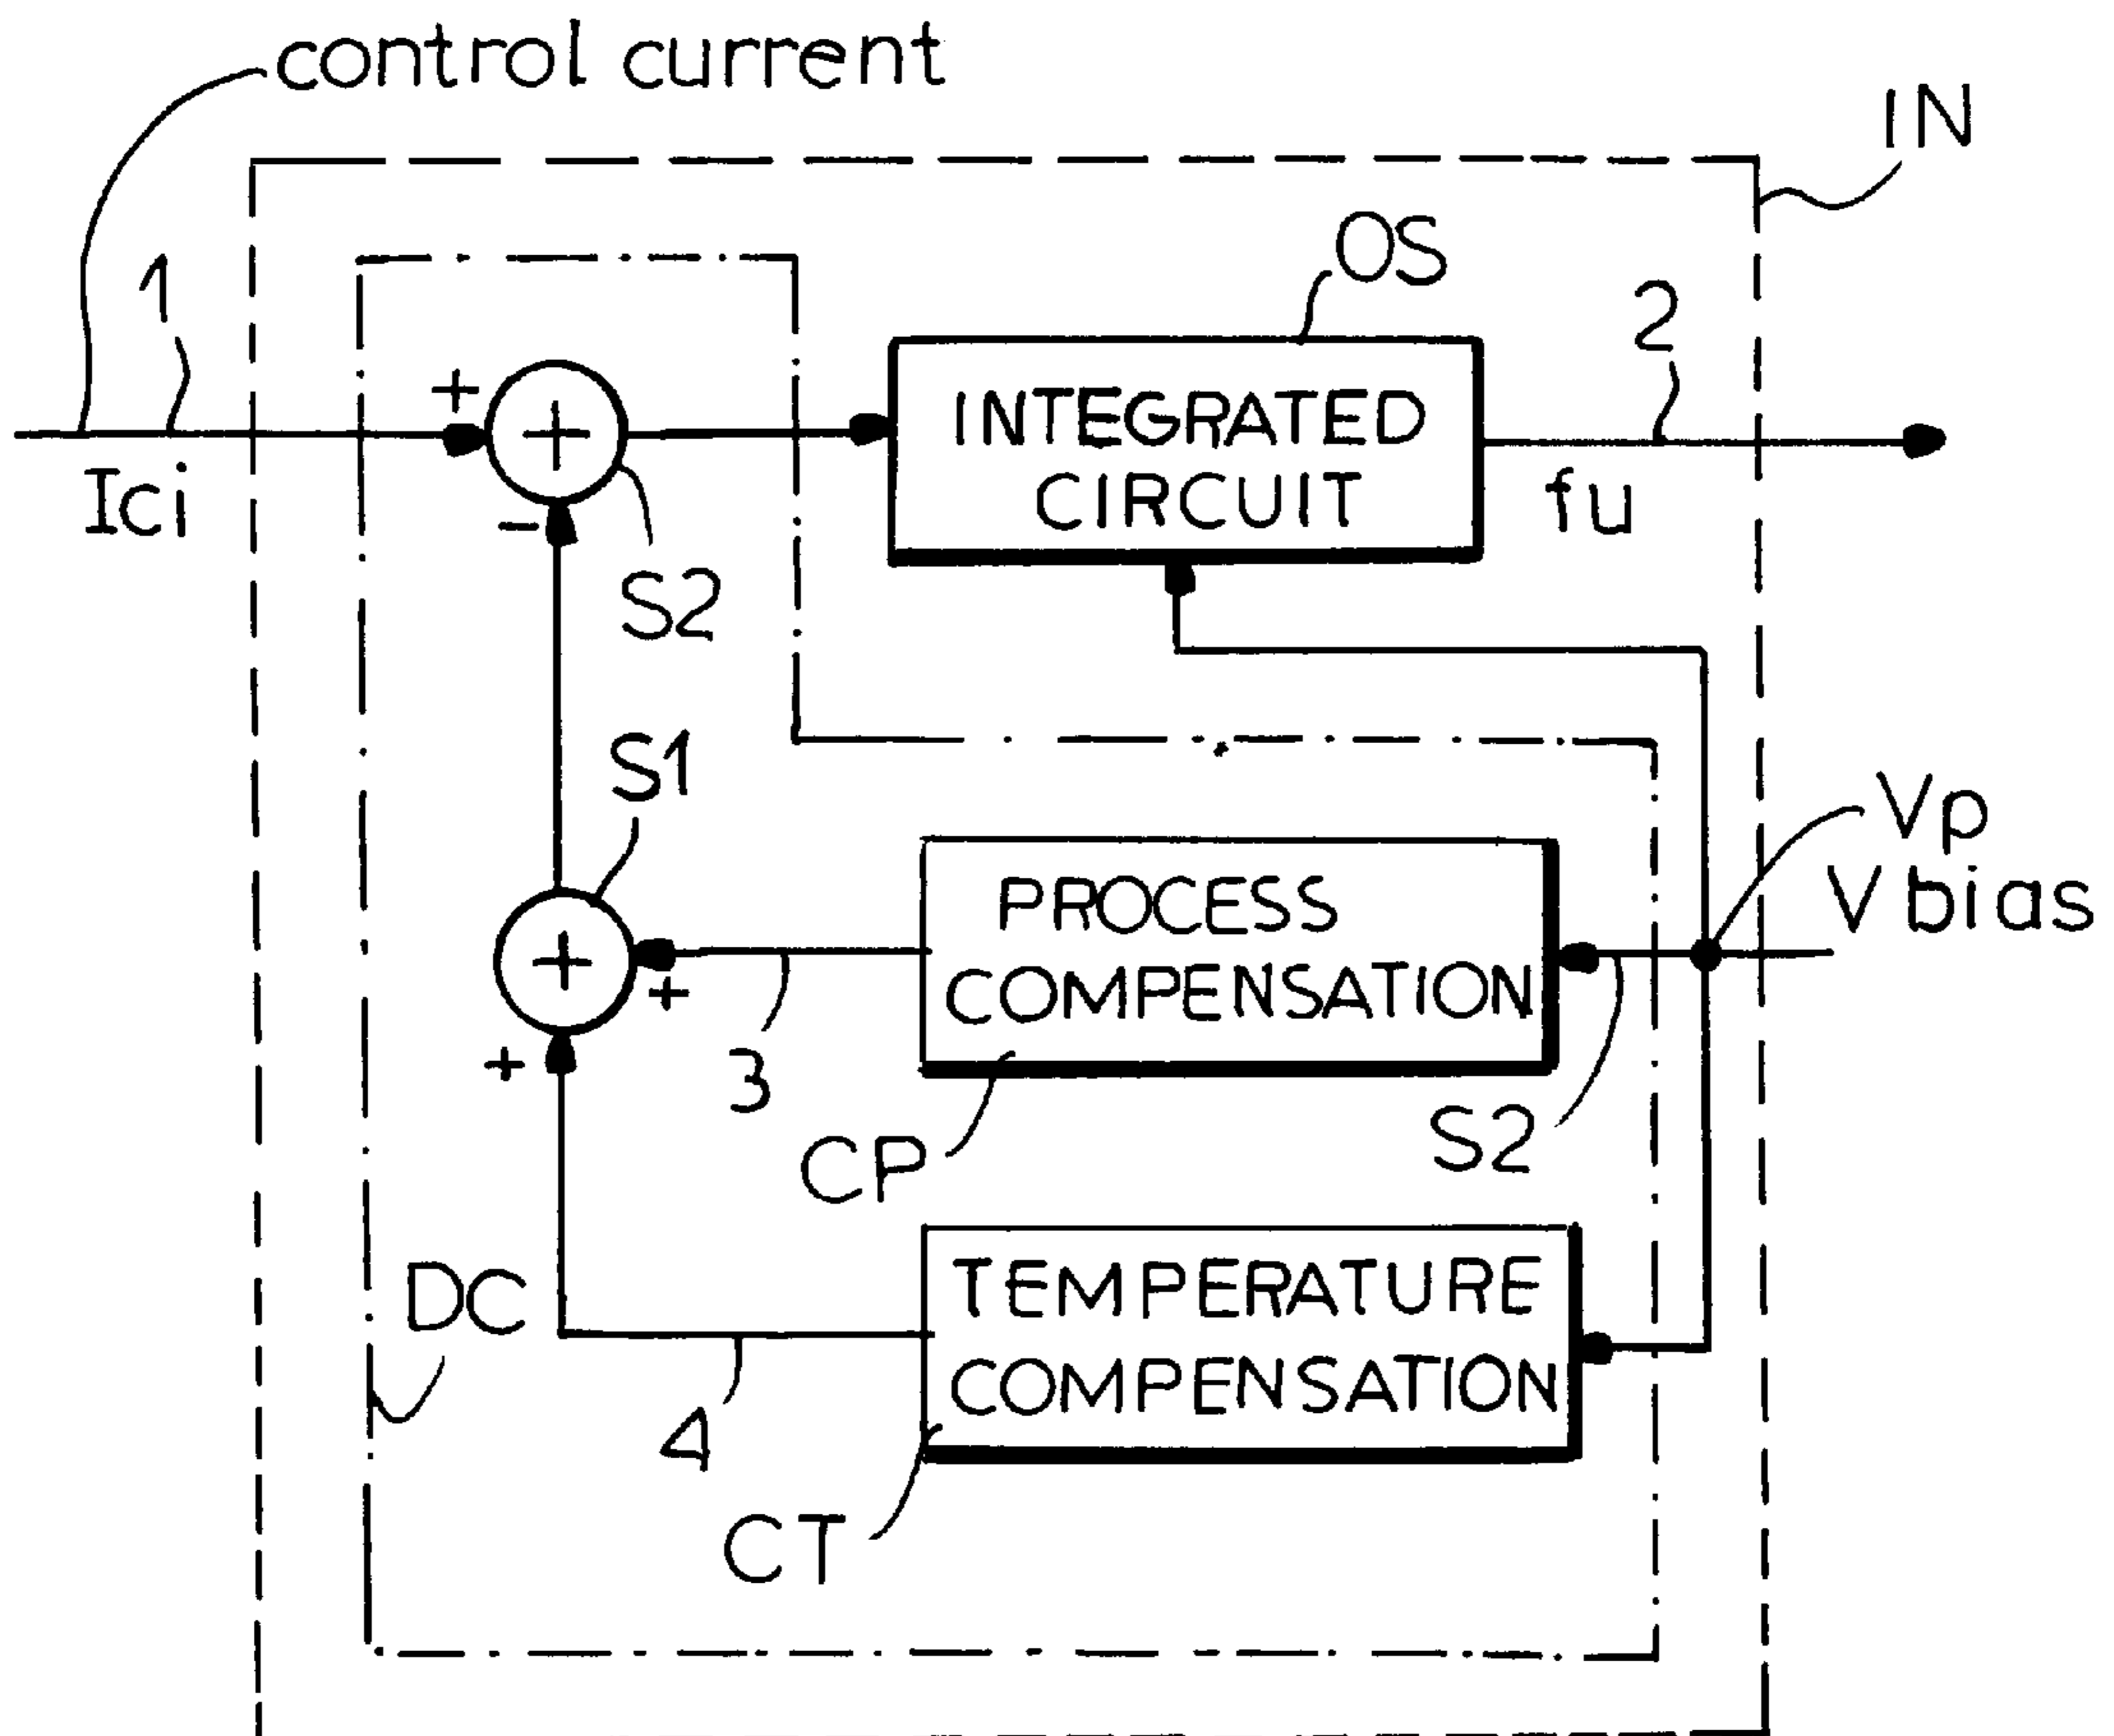 control current
IN
OS
1
2
+
+
INTEGRATED
CIRCUIT
Ici
fu
-
S2
S1
Vp
V bias
PROCESS
COMPENSATION
+
+
+
3
S2
CP
TEMPERATURE
COMPENSATION
DC
4
CT